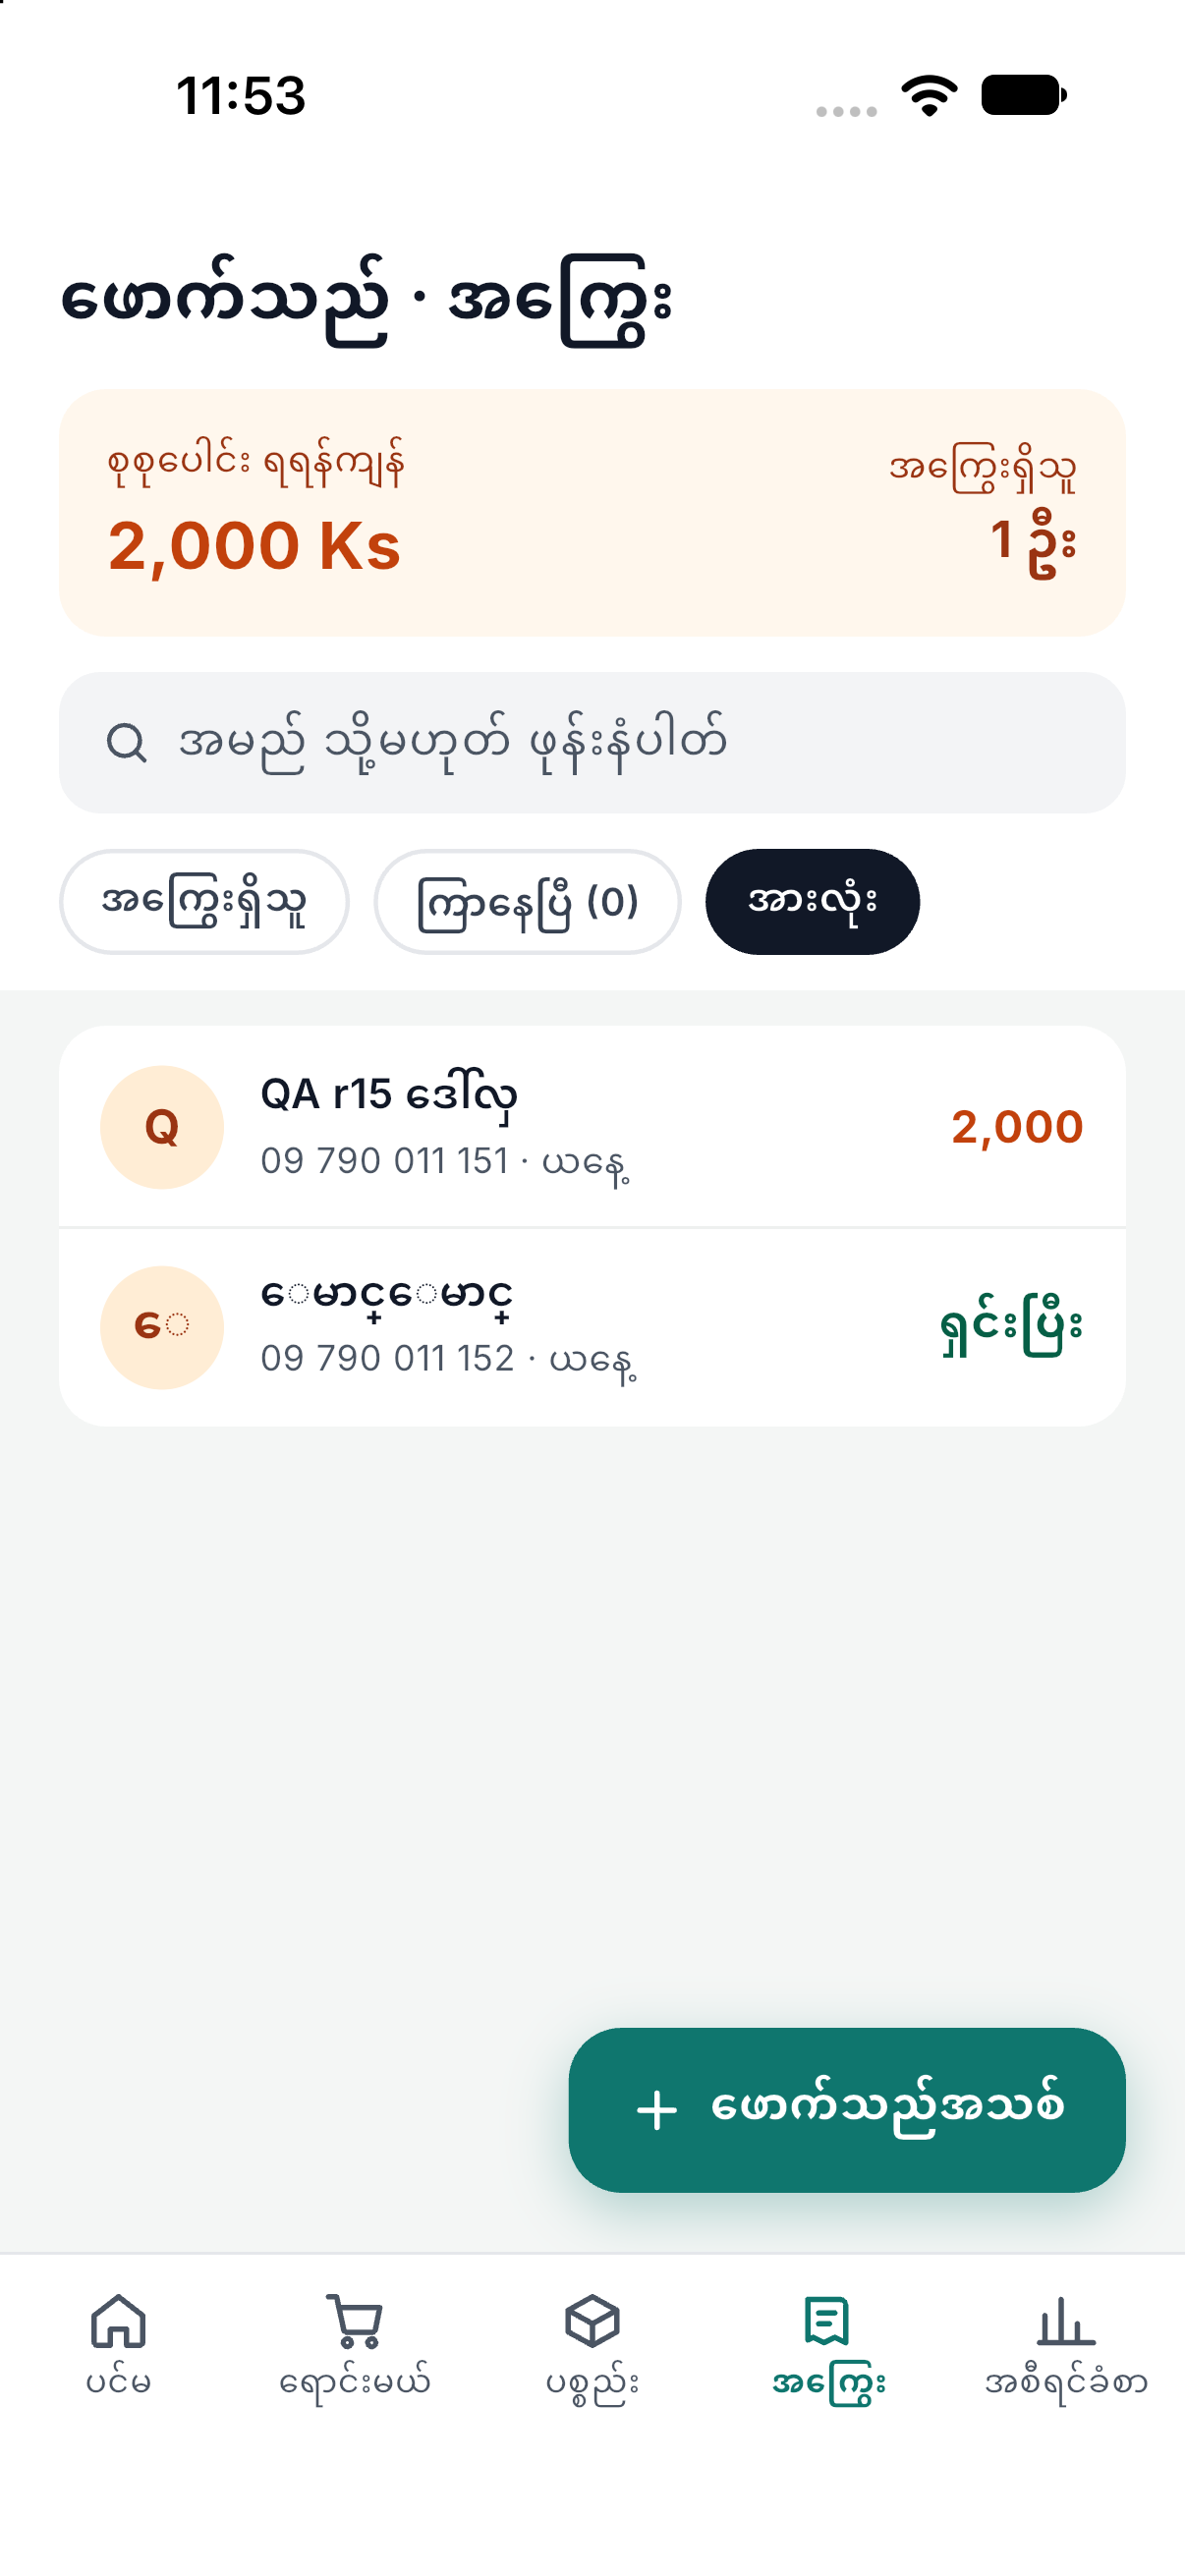 11:53
ဖောက်သည် · အကြွေး
စုစုပေါင်း ရရန်ကျန်
2,000 Ks
အကြွေးရှိသူ
1 ဦး
အမည် သို့မဟုတ် ဖုန်းနံပါတ်
အကြွေးရှိသူ
ကြာနေပြီ (0)
အားလုံး
Q
QA r15 ဒေါ်လှ
09 790 011 151 · ယနေ့
2,000
ေ
ေမာင္ေမာင္
09 790 011 152 · ယနေ့
ရှင်းပြီး
+ ဖောက်သည်အသစ်
ပင်မ
ရောင်းမယ်
ပစ္စည်း
အကြွေး
အစီရင်ခံစာ